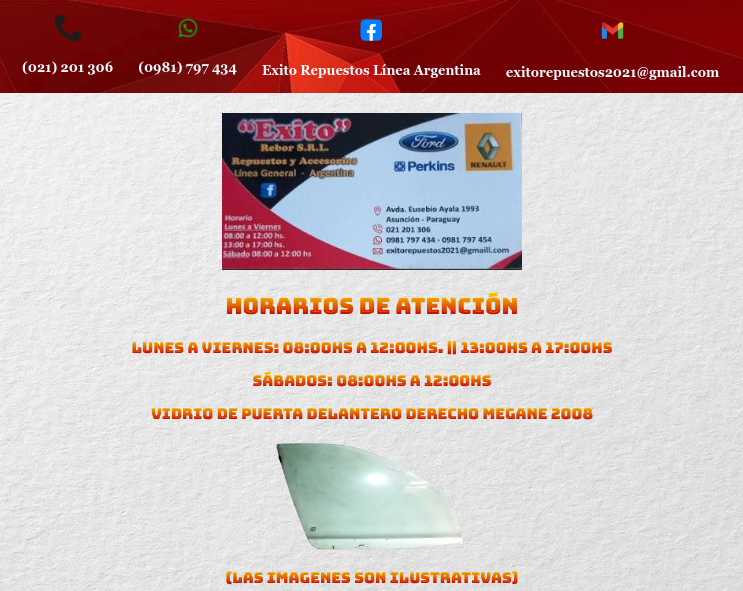 (021) 201 306
(0981) 797 434
Exito Repuestos Línea Argentina
exitorepuestos2021@gmail.com
"Exito"
Rebor S.R.L.
Repuestos y Accesorios
Línea General - Argentina
Ford
Perkins
RENAULT
Horario
Lunes a Viernes
08:00 a 12:00 hs.
13:00 a 17:00hs.
Sábado 08:00 a 12:00 hs
Avda. Eusebio Ayala 1993
Asunción - Paraguay
021 201 306
0981 797 434 - 0981 797 454
exitorepuestos2021@gmaill.com
HORARIOS DE ATENCIÓN
LUNES A VIERNES: 08:00HS A 12:00HS. || 13:00HS A 17:00HS
SÁBADOS: 08:00HS A 12:00HS
VIDRIO DE PUERTA DELANTERO DERECHO MEGANE 2008
(LAS IMAGENES SON ILUSTRATIVAS)